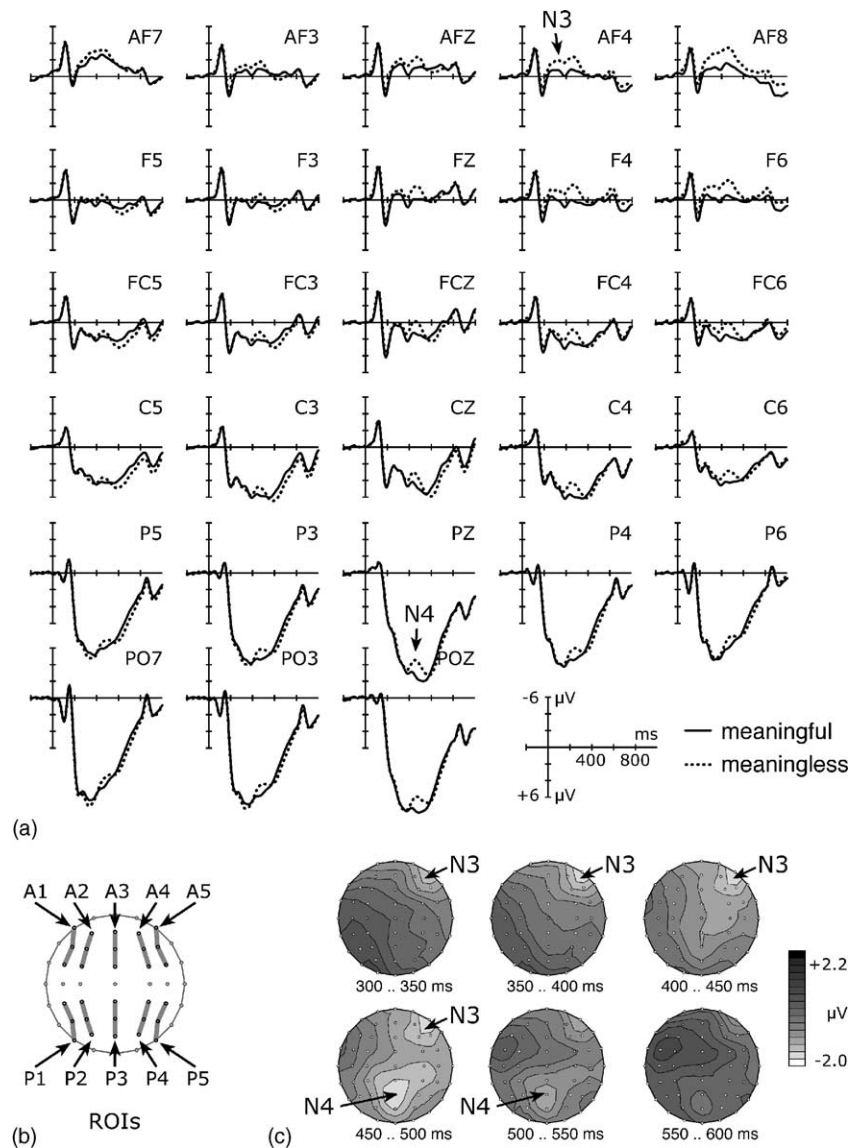 AF7 AF3 AFZ N3 AF4 AF8
F5 F3 FZ F4 F6
FC5 FC3 FCZ FC4 FC6
C5 C3 CZ C4 C6
P5 P3 PZ P4 P6
N4
PO7 PO3 POZ
-6
µV
ms
400 800
+6 µV
meaningful
meaningless
(a)
A1 A2 A3 A4 A5
P1 P2 P3 P4 P5
ROIs
(b)
N3 N3 N3
300 .. 350 ms 350 .. 400 ms 400 .. 450 ms
N3
N4 N4
450 .. 500 ms 500 .. 550 ms 550 .. 600 ms
+2.2
µV
-2.0
(c)